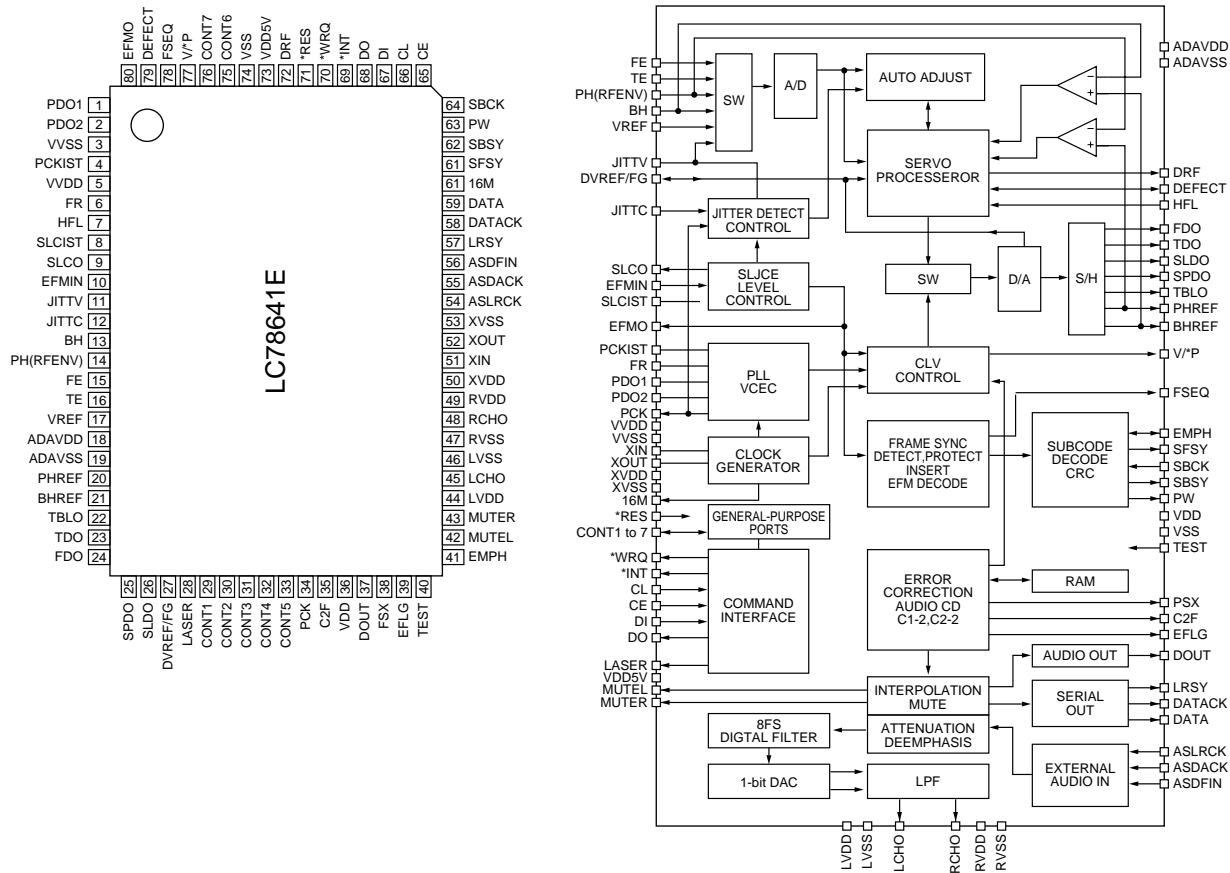 EFMO
DEFECT
FSEQ
V/*P
CONT7
CONT6
VSS
VDD5V
DRF
*RES
*WRQ
*INT
DO
DI
CL
CE
80 79 78 77 76 75 74 73 72 71 70 69 68 67 66 65
PDO1 1
PDO2 2
VVSS 3
PCKIST 4
VVDD 5
FR 6
HFL 7
SLCIST 8
SLCO 9
EFMIN 10
JITTV 11
JITTC 12
BH 13
PH(RFENV) 14
FE 15
TE 16
VREF 17
ADAVDD 18
ADAVSS 19
PHREF 20
BHREF 21
TBLO 22
TDO 23
FDO 24
LC78641E
64 SBCK
63 PW
62 SBSY
61 SFSY
61 16M
59 DATA
58 DATACK
57 LRSY
56 ASDFIN
55 ASDACK
54 ASLRCK
53 XVSS
52 XOUT
51 XIN
50 XVDD
49 RVDD
48 RCHO
47 RVSS
46 LVSS
45 LCHO
44 LVDD
43 MUTER
42 MUTEL
41 EMPH
25 26 27 28 29 30 31 32 33 34 35 36 37 38 39 40
SPDO
SLDO
DVREF/FG
LASER
CONT1
CONT2
CONT3
CONT4
CONT5
PCK
C2F
VDD
DOUT
FSX
EFLG
TEST
FE
TE
PH(RFENV)
BH
VREF
JITTV
DVREF/FG
JITTC
SLCO
EFMIN
SLCIST
EFMO
PCKIST
FR
PDO1
PDO2
PCK
VVDD
VVSS
XIN
XOUT
XVDD
XVSS
16M
*RES
CONT1 to 7
*WRQ
*INT
CL
CE
DI
DO
LASER
VDD5V
MUTEL
MUTER
SW
A/D
AUTO ADJUST
−
+
−
+
SERVO
PROCESSEROR
JITTER DETECT
CONTROL
SLJCE
LEVEL
CONTROL
SW
D/A
S/H
PLL
VCEC
CLV
CONTROL
CLOCK
GENERATOR
FRAME SYNC
DETECT,PROTECT
INSERT
EFM DECODE
SUBCODE
DECODE
CRC
GENERAL-PURPOSE
PORTS
COMMAND
INTERFACE
ERROR
CORRECTION
AUDIO CD
C1-2,C2-2
RAM
AUDIO OUT
INTERPOLATION
MUTE
SERIAL
OUT
8FS
DIGTAL FILTER
ATTENUATION
DEEMPHASIS
1-bit DAC
LPF
EXTERNAL
AUDIO IN
ADAVDD
ADAVSS
DRF
DEFECT
HFL
FDO
TDO
SLDO
SPDO
TBLO
PHREF
BHREF
V/*P
FSEQ
EMPH
SFSY
SBCK
SBSY
PW
VDD
VSS
TEST
PSX
C2F
EFLG
DOUT
LRSY
DATACK
DATA
ASLRCK
ASDACK
ASDFIN
LVDD
LVSS
LCHO
RCHO
RVDD
RVSS